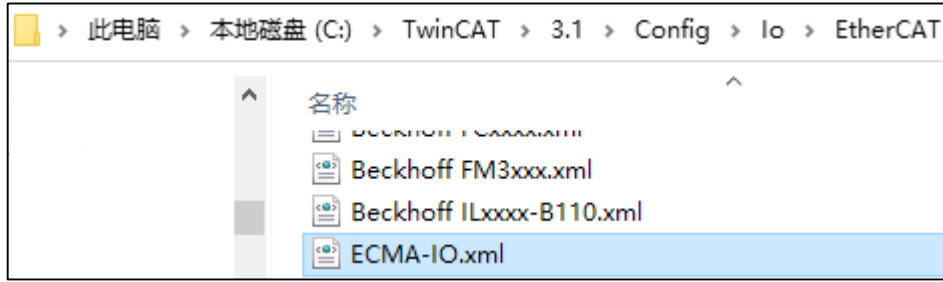 此电脑 > 本地磁盘 (C:) > TwinCAT > 3.1 > Config > Io > EtherCAT
名称
Beckhoff FM3xxx.xml
Beckhoff ILxxxx-B110.xml
ECMA-IO.xml